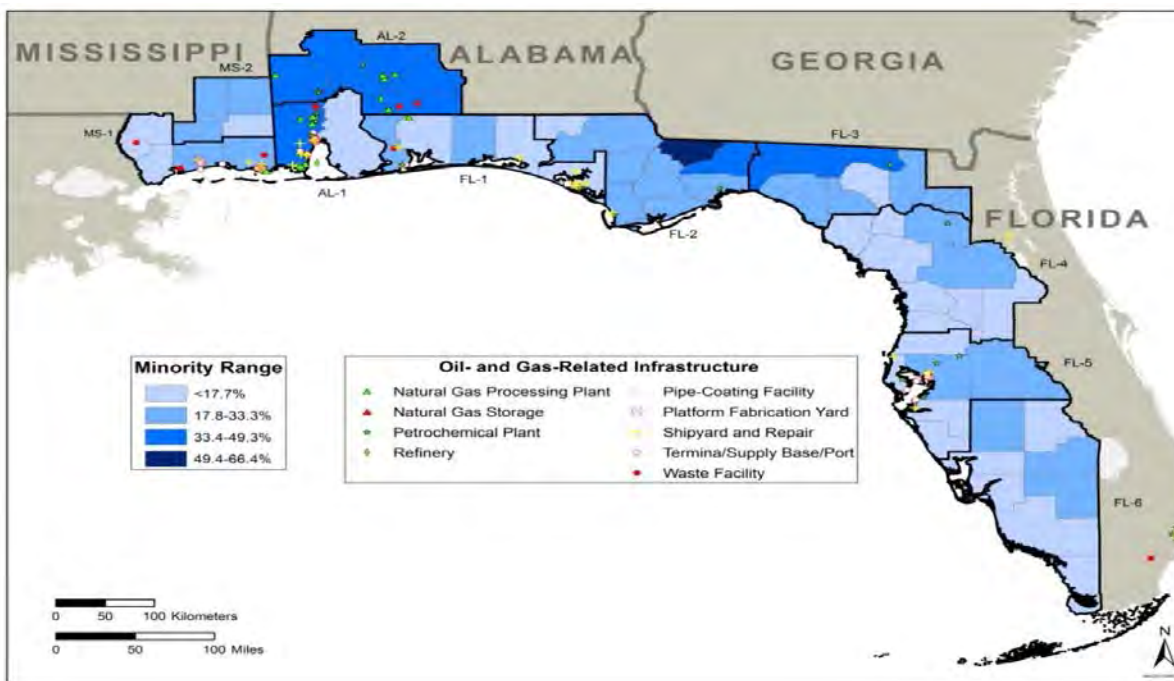 MISSISSIPPI
AL-2
ALABAMA
GEORGIA
MS-2
MS-1
FL-3
AL-1
FL-1
FL-2
FLORIDA
FL-4
FL-5
FL-6
Minority Range
<17.7%
17.8-33.3%
33.4-49.3%
49.4-66.4%
Oil- and Gas-Related Infrastructure
Natural Gas Processing Plant
Natural Gas Storage
Petrochemical Plant
Refinery
Pipe-Coating Facility
Platform Fabrication Yard
Shipyard and Repair
Termina/Supply Base/Port
Waste Facility
0 50 100 Kilometers
0 50 100 Miles
N